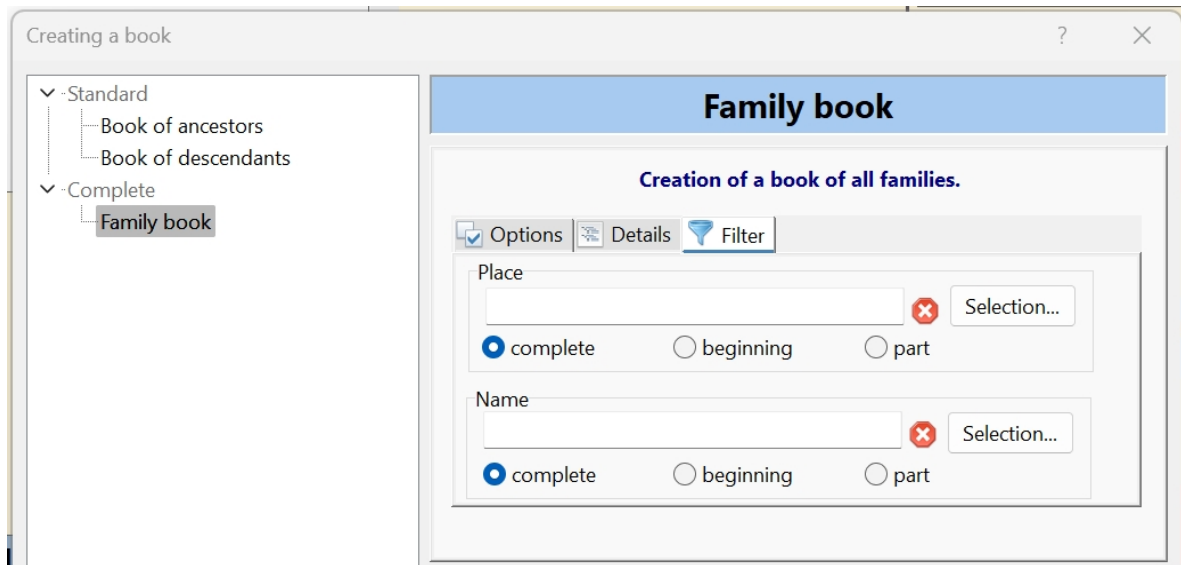 Creating a book ?
Standard
Book of ancestors
Book of descendants
Complete
Family book
Family book
Creation of a book of all families.
Options Details Filter
Place
Selection...
complete beginning part
Name
Selection...
complete beginning part